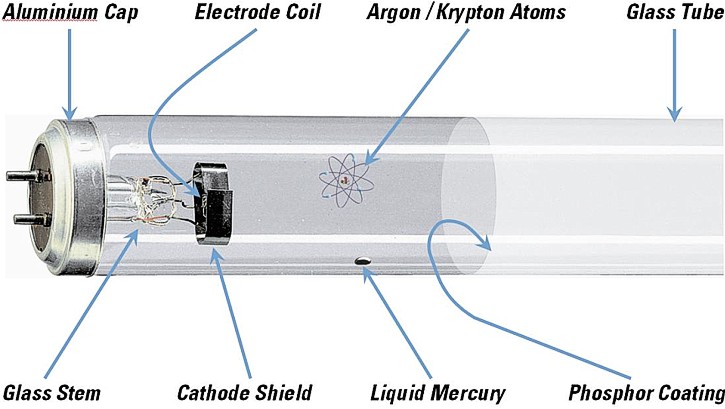 Aluminium Cap
Electrode Coil
Argon / Krypton Atoms
Glass Tube
Glass Stem
Cathode Shield
Liquid Mercury
Phosphor Coating